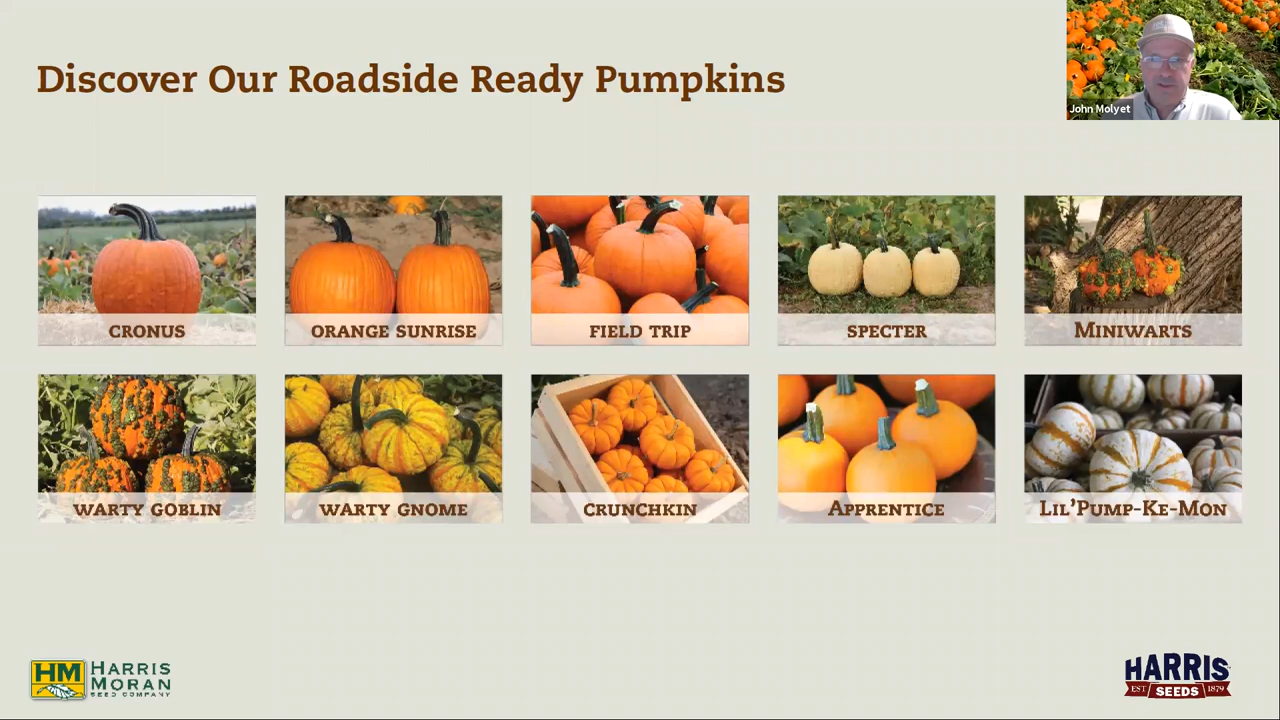 Discover Our Roadside Ready Pumpkins
John Molyet
CRONUS
ORANGE SUNRISE
FIELD TRIP
SPECTER
MINIWARTS
WARTY GOBLIN
WARTY GNOME
CRUNCHKIN
APPRENTICE
LIL'PUMP-KE-MON
HM
HARRIS
MORAN
SEED COMPANY
HARRIS
EST SEEDS 1879